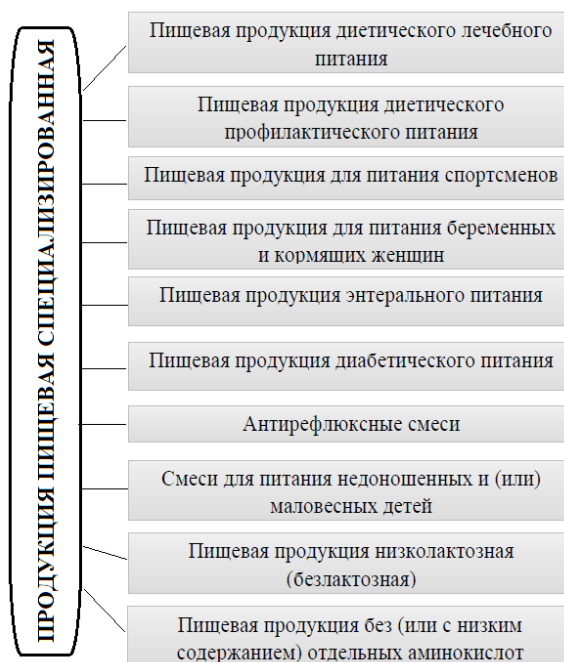 ПРОДУКЦИЯ ПИЩЕВАЯ СПЕЦИАЛИЗИРОВАННАЯ
Пищевая продукция диетического лечебного
питания
Пищевая продукция диетического
профилактического питания
Пищевая продукция для питания спортсменов
Пищевая продукция для питания беременных
и кормящих женщин
Пищевая продукция энтерального питания
Пищевая продукция диабетического питания
Антирефлюксные смеси
Смеси для питания недоношенных и (или)
маловесных детей
Пищевая продукция низколактозная
(безлактозная)
Пищевая продукция без (или с низким
содержанием) отдельных аминокислот